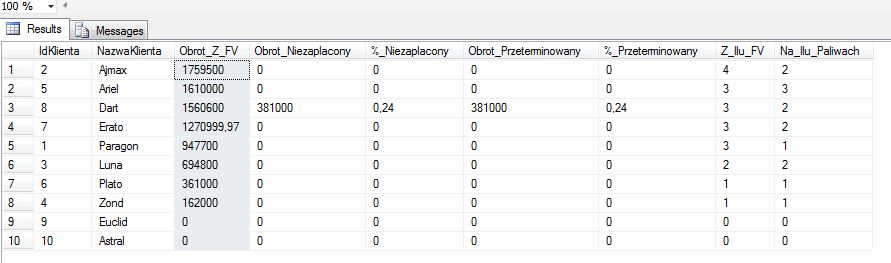 100 %
Results Messages
IdKlienta NazwaKlienta Obrot_Z_FV Obrot_Niezaplacony %_Niezaplacony Obrot_Przeterminowany %_Przeterminowany Z_Ilu_FV Na_Ilu_Paliwach
1 2 Ajmax 1759500 0 0 0 0 4 2
2 5 Ariel 1610000 0 0 0 0 3 3
3 8 Dart 1560600 381000 0,24 381000 0,24 3 2
4 7 Erato 1270999,97 0 0 0 0 3 2
5 1 Paragon 947700 0 0 0 0 3 1
6 3 Luna 694800 0 0 0 0 2 2
7 6 Plato 361000 0 0 0 0 1 1
8 4 Zond 162000 0 0 0 0 1 1
9 9 Euclid 0 0 0 0 0 0 0
10 10 Astral 0 0 0 0 0 0 0